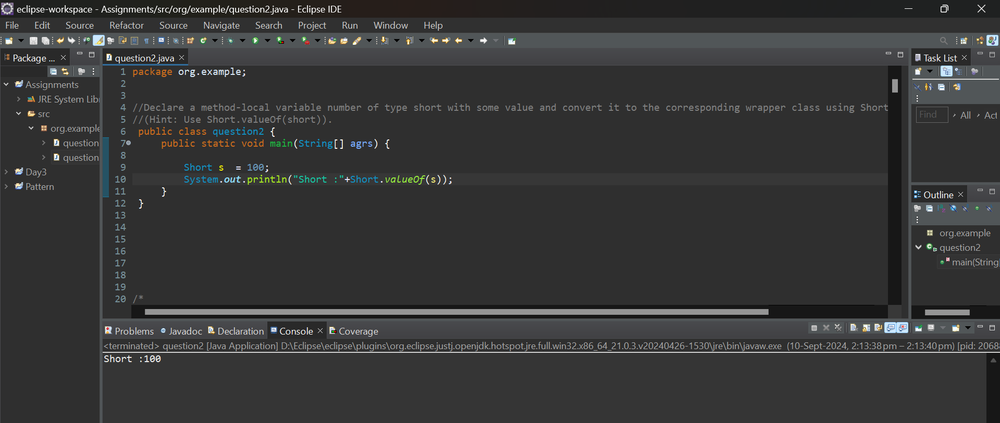 eclipse-workspace - Assignments/src/org/example/question2.java - Eclipse IDE
File Edit Source Refactor Source Navigate Search Project Run Window Help
Package ...
Assignments
JRE System Libr
src
org.example
question
question
Day3
Pattern
question2.java
1 package org.example;
2
3
4 //Declare a method-local variable number of type short with some value and convert it to the corresponding wrapper class using Short
5 //(Hint: Use Short.valueOf(short)).
6 public class question2 {
7 public static void main(String[] agrs) {
8
9 Short s = 100;
10 System.out.println("Short :"+Short.valueOf(s));
11 }
12 }
13
14
15
16
17
18
19
20 /*
Task List
Find All Act
Outline
org.example
question2
main(String
Problems Javadoc Declaration Console Coverage
<terminated> question2 [Java Application] D:\Eclipse\eclipse\plugins\org.eclipse.justj.openjdk.hotspot.jre.full.win32.x86_64_21.0.3.v20240426-1530\jre\bin\javaw.exe (10-Sept-2024, 2:13:38 pm – 2:13:40 pm) [pid: 2068
Short :100